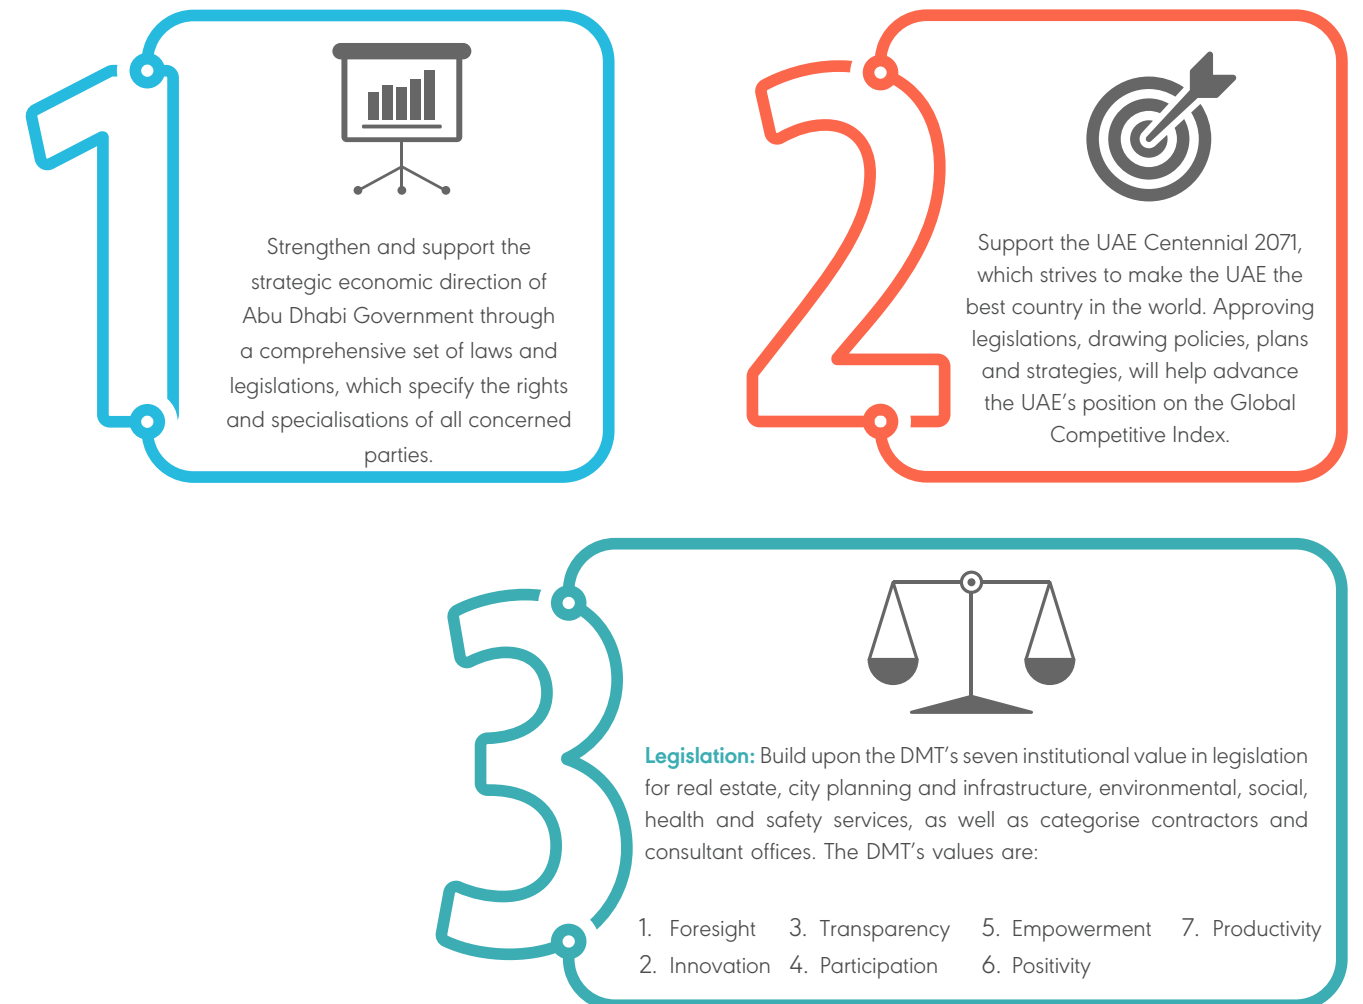 1
Strengthen and support the
strategic economic direction of
Abu Dhabi Government through
a comprehensive set of laws and
legislations, which specify the rights
and specialisations of all concerned
parties.
2
Support the UAE Centennial 2071,
which strives to make the UAE the
best country in the world. Approving
legislations, drawing policies, plans
and strategies, will help advance
the UAE's position on the Global
Competitive Index.
3
Legislation: Build upon the DMT's seven institutional value in legislation
for real estate, city planning and infrastructure, environmental, social,
health and safety services, as well as categorise contractors and
consultant offices. The DMT's values are:
1. Foresight 3. Transparency 5. Empowerment 7. Productivity
2. Innovation 4. Participation 6. Positivity